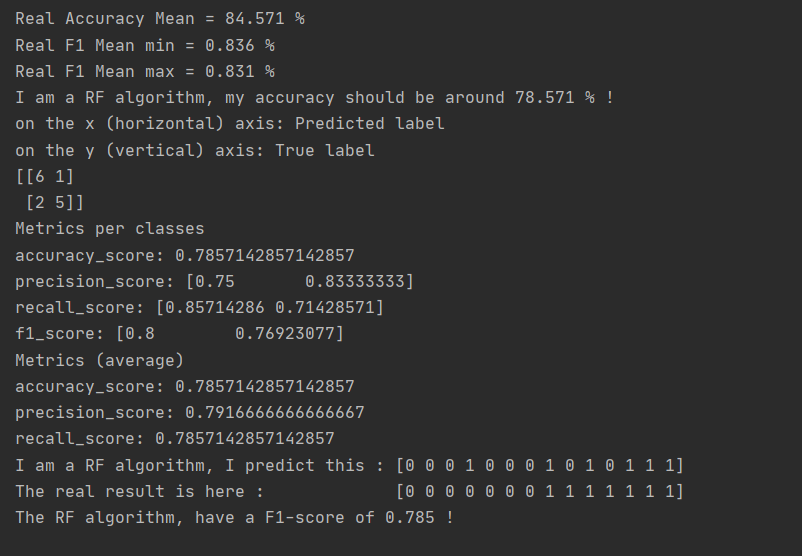 Real Accuracy Mean = 84.571 %
Real F1 Mean min = 0.836 %
Real F1 Mean max = 0.831 %
I am a RF algorithm, my accuracy should be around 78.571 % !
on the x (horizontal) axis: Predicted label
on the y (vertical) axis: True label
[[6 1]
 [2 5]]
Metrics per classes
accuracy_score: 0.7857142857142857
precision_score: [0.75       0.83333333]
recall_score: [0.85714286 0.71428571]
f1_score: [0.8        0.76923077]
Metrics (average)
accuracy_score: 0.7857142857142857
precision_score: 0.7916666666666667
recall_score: 0.7857142857142857
I am a RF algorithm, I predict this : [0 0 0 1 0 0 0 1 0 1 0 1 1 1]
The real result is here :             [0 0 0 0 0 0 0 1 1 1 1 1 1 1]
The RF algorithm, have a F1-score of 0.785 !